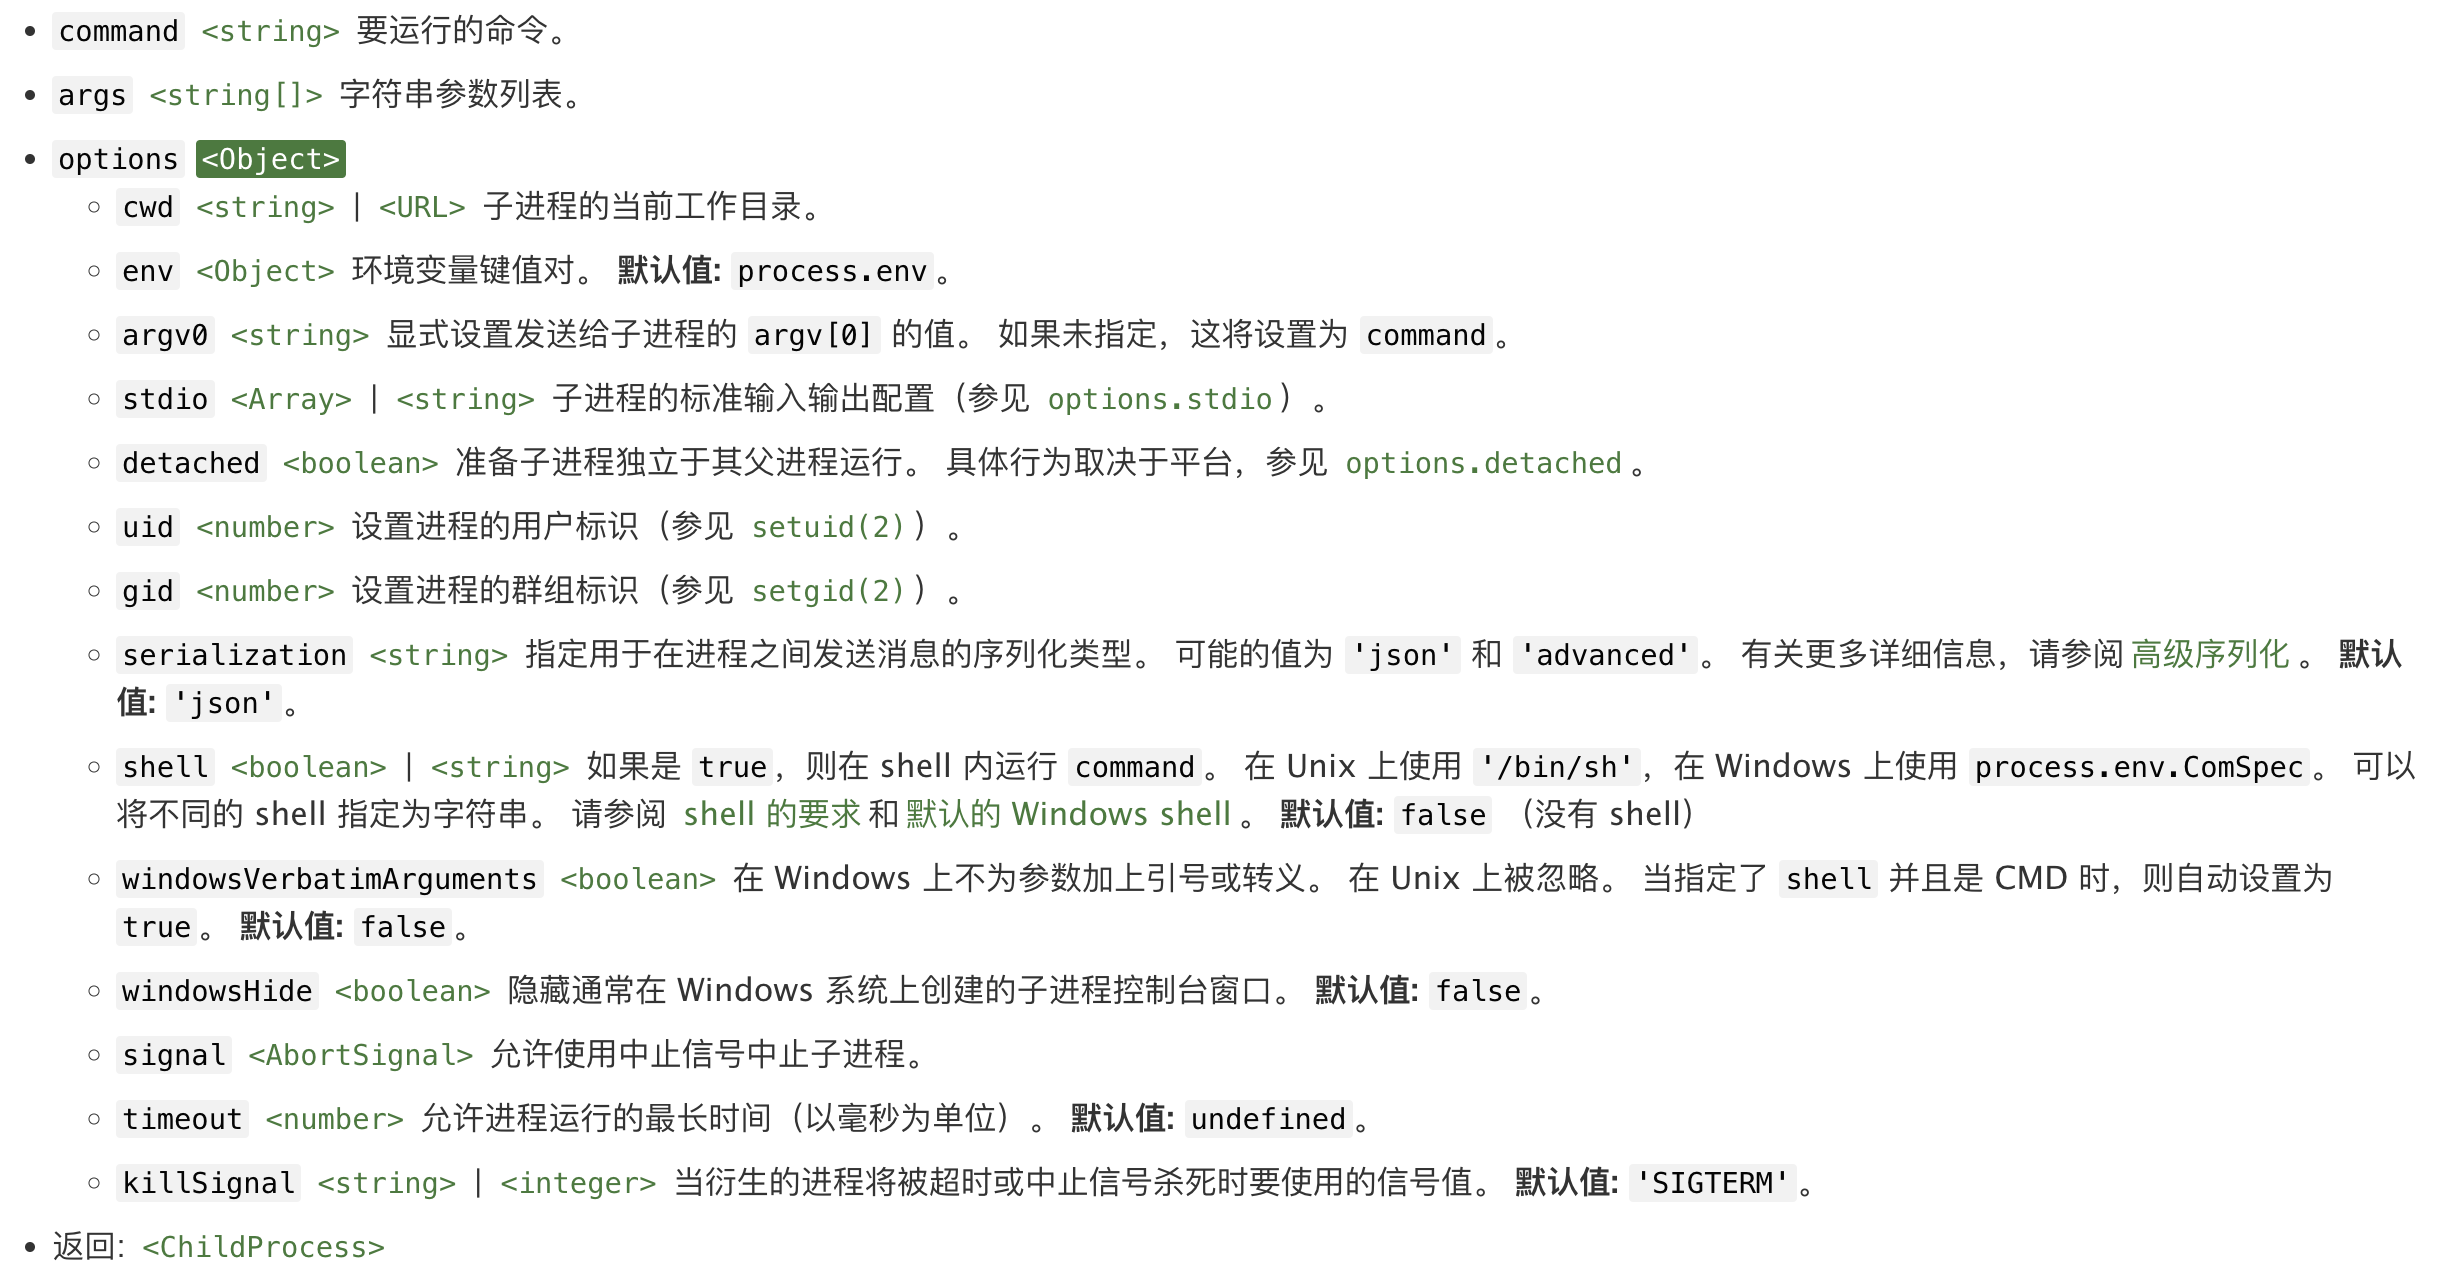 command <string> 要运行的命令。
args <string[]> 字符串参数列表。
options <Object>
cwd <string> | <URL> 子进程的当前工作目录。
env <Object> 环境变量键值对。 默认值: process.env。
argv0 <string> 显式设置发送给子进程的 argv[0] 的值。 如果未指定，这将设置为 command。
stdio <Array> | <string> 子进程的标准输入输出配置（参见 options.stdio）。
detached <boolean> 准备子进程独立于其父进程运行。 具体行为取决于平台，参见 options.detached。
uid <number> 设置进程的用户标识（参见 setuid(2)）。
gid <number> 设置进程的群组标识（参见 setgid(2)）。
serialization <string> 指定用于在进程之间发送消息的序列化类型。 可能的值为 'json' 和 'advanced'。 有关更多详细信息，请参阅高级序列化。 默认
值: 'json'。
shell <boolean> | <string> 如果是 true，则在 shell 内运行 command。 在 Unix 上使用 '/bin/sh'，在 Windows 上使用 process.env.ComSpec。 可以
将不同的 shell 指定为字符串。 请参阅 shell 的要求和默认的 Windows shell。 默认值: false （没有 shell）
windowsVerbatimArguments <boolean> 在 Windows 上不为参数加上引号或转义。 在 Unix 上被忽略。 当指定了 shell 并且是 CMD 时，则自动设置为
true。 默认值: false。
windowsHide <boolean> 隐藏通常在 Windows 系统上创建的子进程控制台窗口。 默认值: false。
signal <AbortSignal> 允许使用中止信号中止子进程。
timeout <number> 允许进程运行的最长时间（以毫秒为单位）。 默认值: undefined。
killSignal <string> | <integer> 当衍生的进程将被超时或中止信号杀死时要使用的信号值。 默认值: 'SIGTERM'。
返回: <ChildProcess>